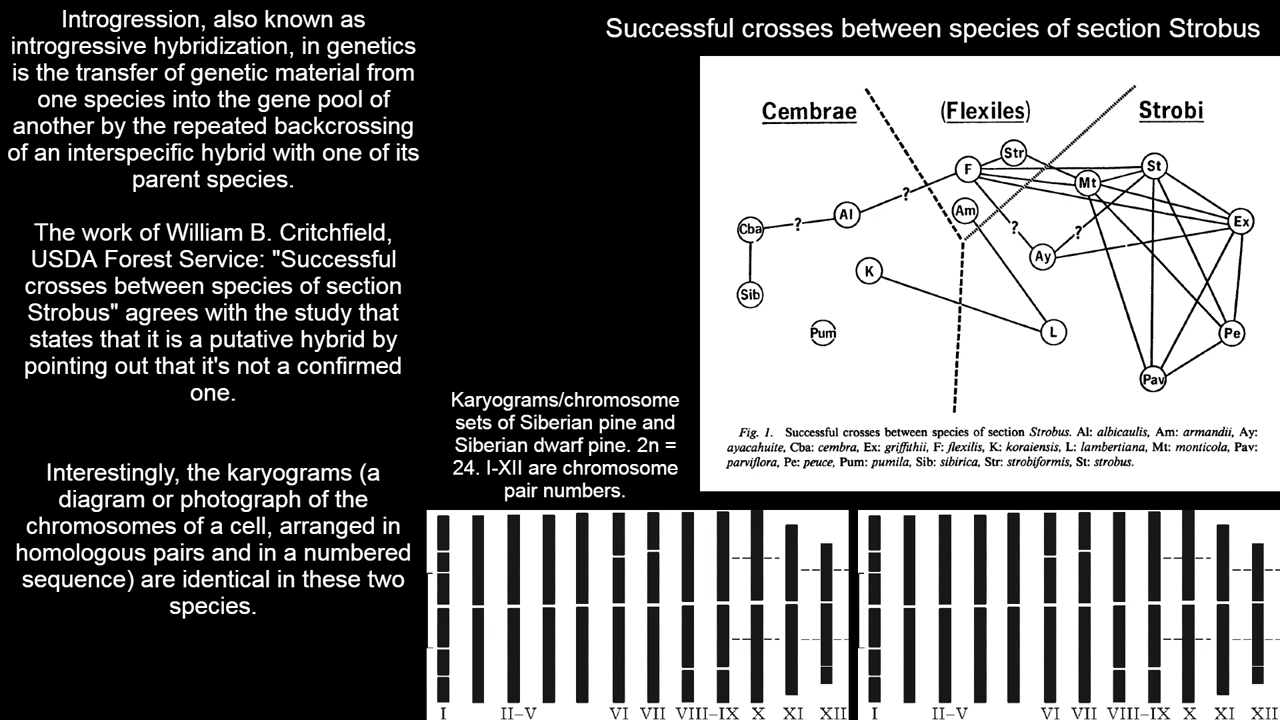 Introgression, also known as
introgressive hybridization, in genetics
is the transfer of genetic material from
one species into the gene pool of
another by the repeated backcrossing
of an interspecific hybrid with one of its
parent species.
The work of William B. Critchfield,
USDA Forest Service: "Successful
crosses between species of section
Strobus" agrees with the study that
states that it is a putative hybrid by
pointing out that it's not a confirmed
one.
Interestingly, the karyograms (a
diagram or photograph of the
chromosomes of a cell, arranged in
homologous pairs and in a numbered
sequence) are identical in these two
species.
Karyograms/chromosome
sets of Siberian pine and
Siberian dwarf pine. 2n =
24. I-XII are chromosome
pair numbers.
Successful crosses between species of section Strobus
Cembrae (Flexiles) Strobi
Str
F
St
Mt
?
Am
Al
Ex
Cba
?
?
?
Ay
K
Sib
Pum
L
Pe
Pav
Fig. 1. Successful crosses between species of section Strobus. Al: albicaulis, Am: armandii, Ay:
ayacahuite, Cba: cembra, Ex: griffithii, F: flexilis, K: koraiensis, L: lambertiana, Mt: monticola, Pav:
parviflora, Pe: peuce, Pum: pumila, Sib: sibirica, Str: strobiformis, St: strobus.
I II–V VI VII VIII–IX X XI XII
I II–V VI VII VIII–IX X XI XII